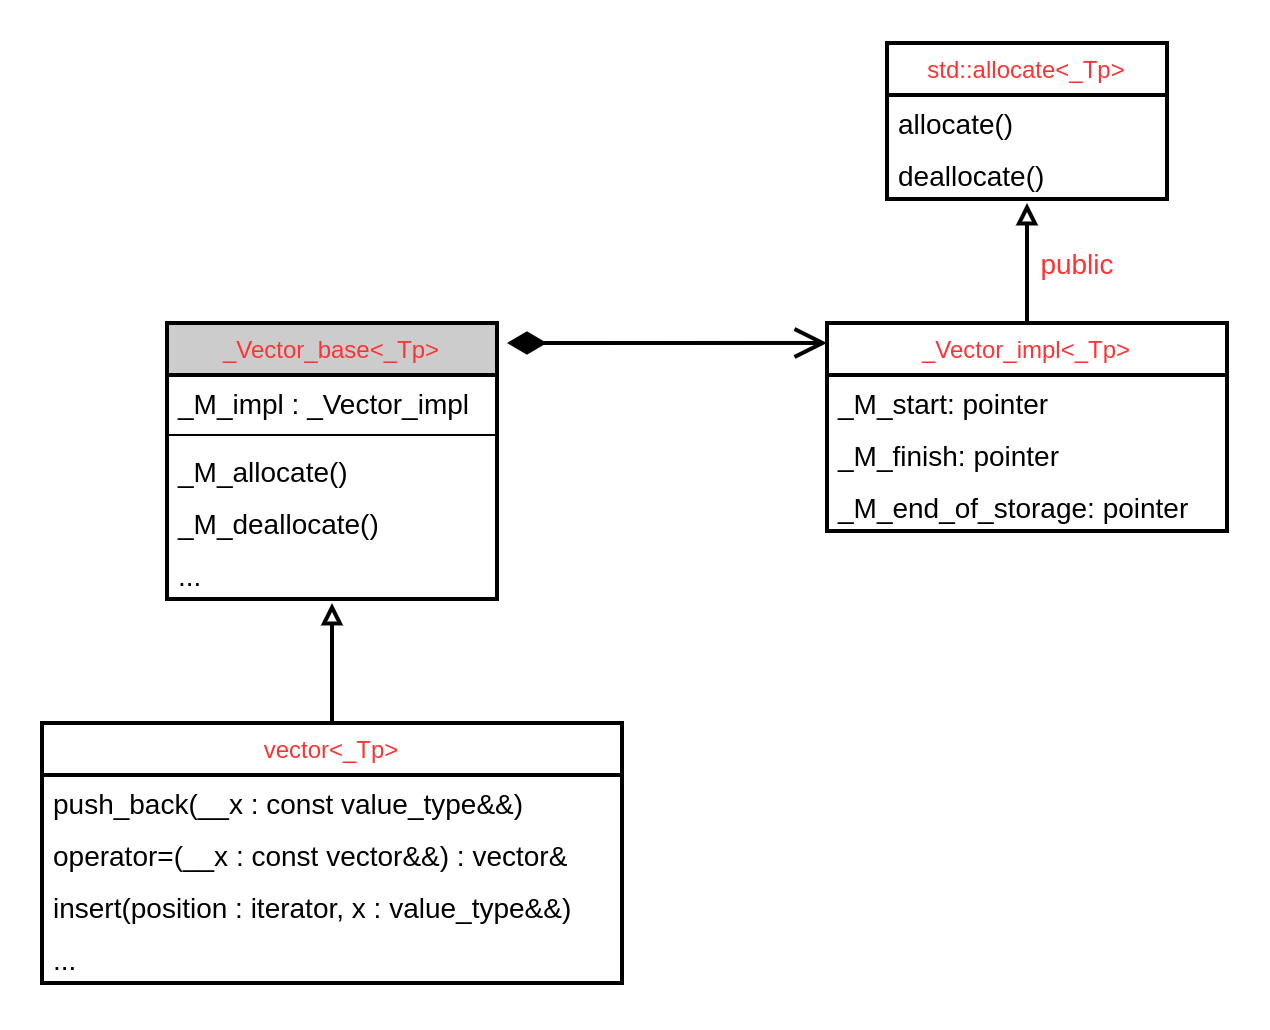 std::allocate<_Tp>
allocate()
deallocate()
public
_Vector_base<_Tp>
_M_impl : _Vector_impl
_M_allocate()
_M_deallocate()
...
_Vector_impl<_Tp>
_M_start: pointer
_M_finish: pointer
_M_end_of_storage: pointer
vector<_Tp>
push_back(__x : const value_type&&)
operator=(__x : const vector&&) : vector&
insert(position : iterator, x : value_type&&)
...